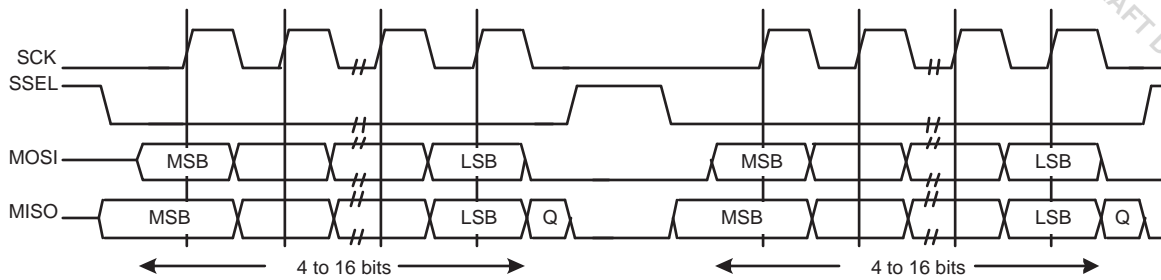 SCK
SSEL
MOSI MSB LSB MSB LSB
MISO MSB LSB Q MSB LSB Q
4 to 16 bits 4 to 16 bits